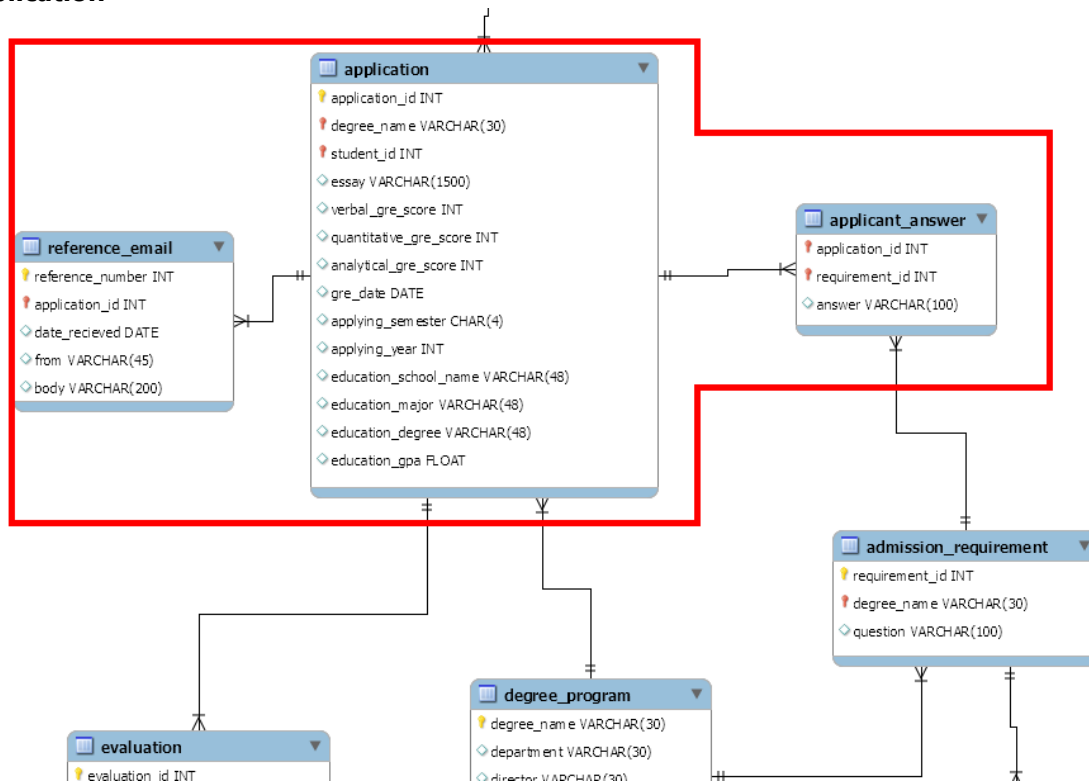 application
application_id INT
degree_name VARCHAR(30)
student_id INT
essay VARCHAR(1500)
verbal_gre_score INT
quantitative_gre_score INT
analytical_gre_score INT
gre_date DATE
applying_semester CHAR(4)
applying_year INT
education_school_name VARCHAR(48)
education_major VARCHAR(48)
education_degree VARCHAR(48)
education_gpa FLOAT
reference_email
reference_number INT
application_id INT
date_recieved DATE
from VARCHAR(45)
body VARCHAR(200)
applicant_answer
application_id INT
requirement_id INT
answer VARCHAR(100)
admission_requirement
requirement_id INT
degree_name VARCHAR(30)
question VARCHAR(100)
degree_program
degree_name VARCHAR(30)
department VARCHAR(30)
director VARCHAR(30)
evaluation
evaluation_id INT